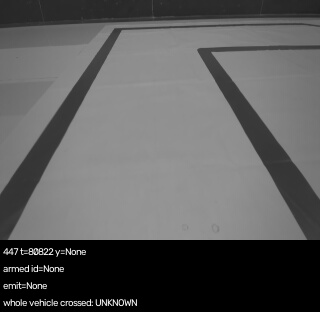 447 t=80822 y=None
armed id=None
emit=None
whole vehicle crossed: UNKNOWN